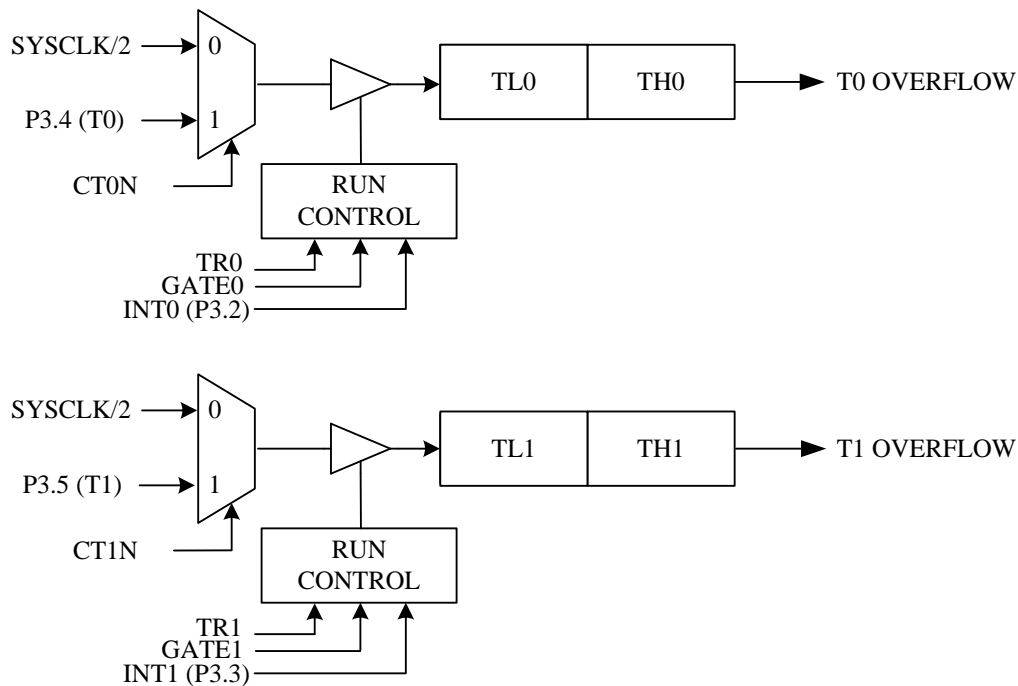 SYSCLK/2
0
TL0
TH0
T0 OVERFLOW
P3.4 (T0)
1
CT0N
RUN
CONTROL
TR0
GATE0
INT0 (P3.2)
SYSCLK/2
0
TL1
TH1
T1 OVERFLOW
P3.5 (T1)
1
CT1N
RUN
CONTROL
TR1
GATE1
INT1 (P3.3)